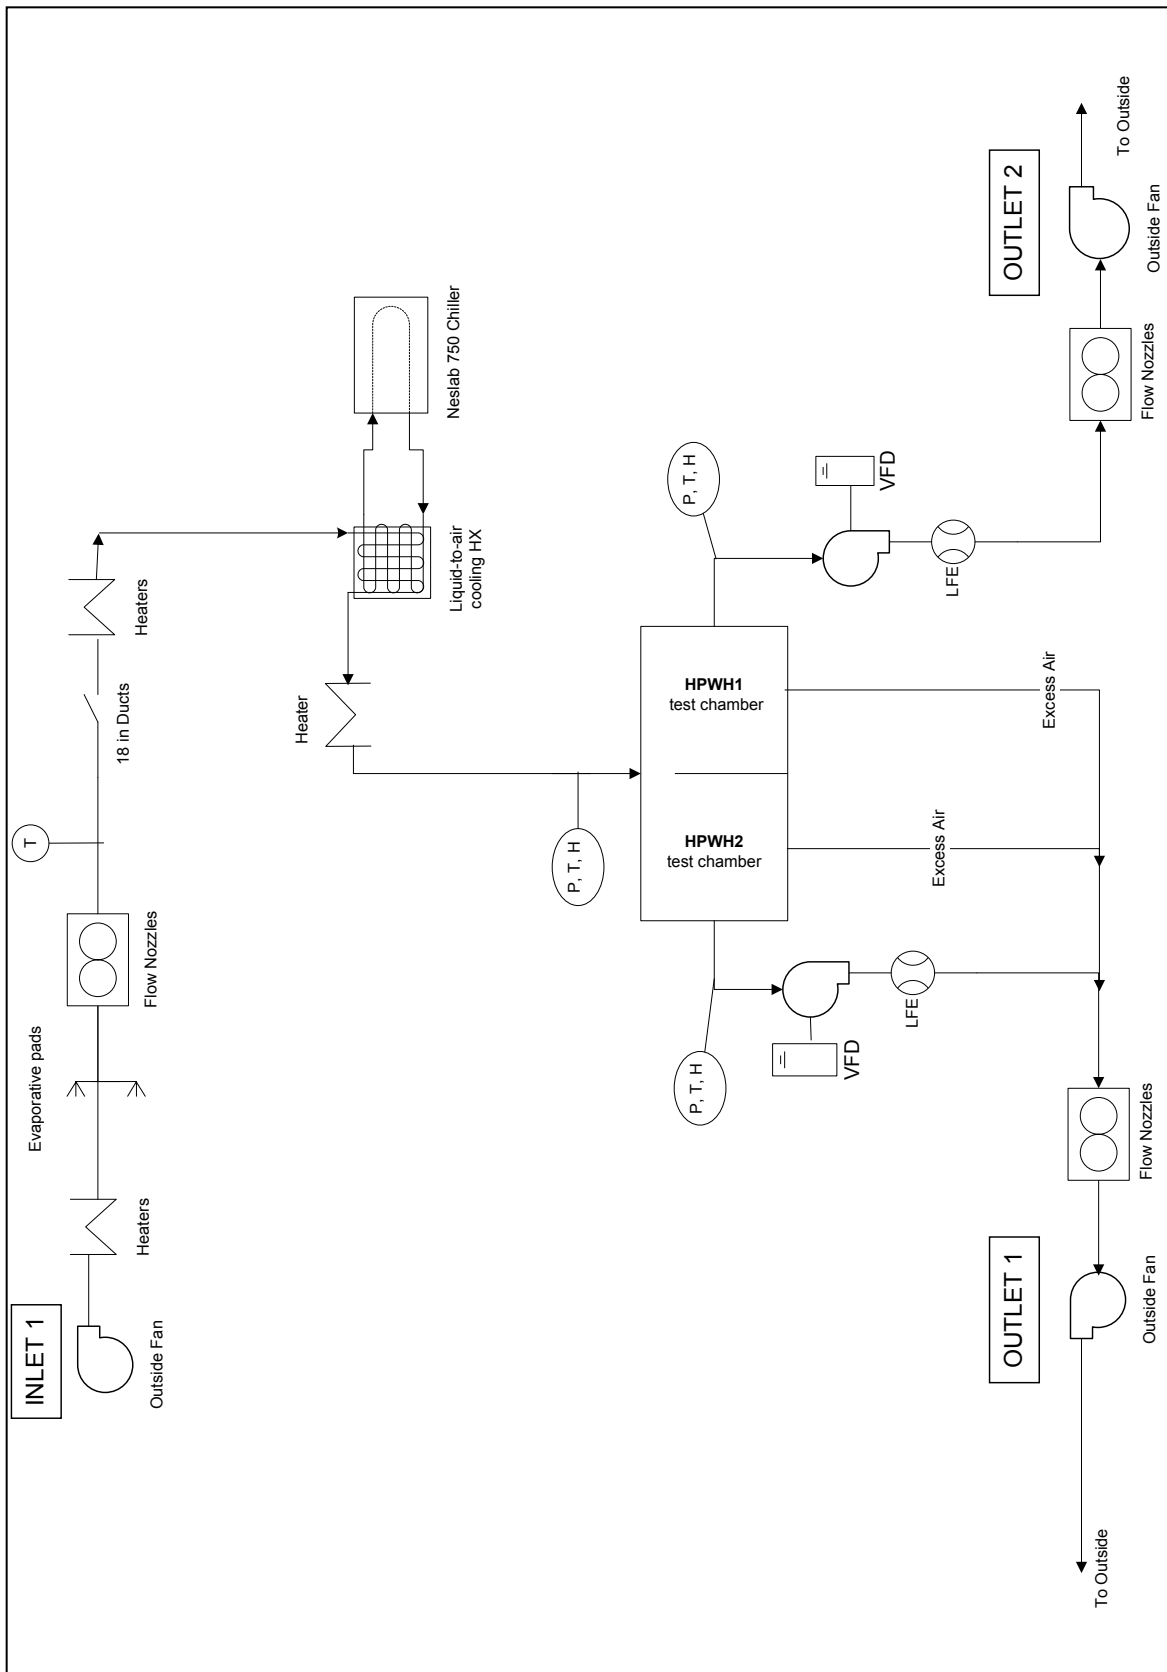 INLET 1
Outside Fan
Heaters
Evaporative pads
Flow Nozzles
T
18 in Ducts
Heaters
Heater
Liquid-to-air
cooling HX
Neslab 750 Chiller
P, T, H
HPWH2
test chamber
HPWH1
test chamber
P, T, H
P, T, H
VFD
LFE
VFD
LFE
Excess Air
Excess Air
To Outside
OUTLET 1
Outside Fan
Flow Nozzles
Flow Nozzles
OUTLET 2
Outside Fan
To Outside